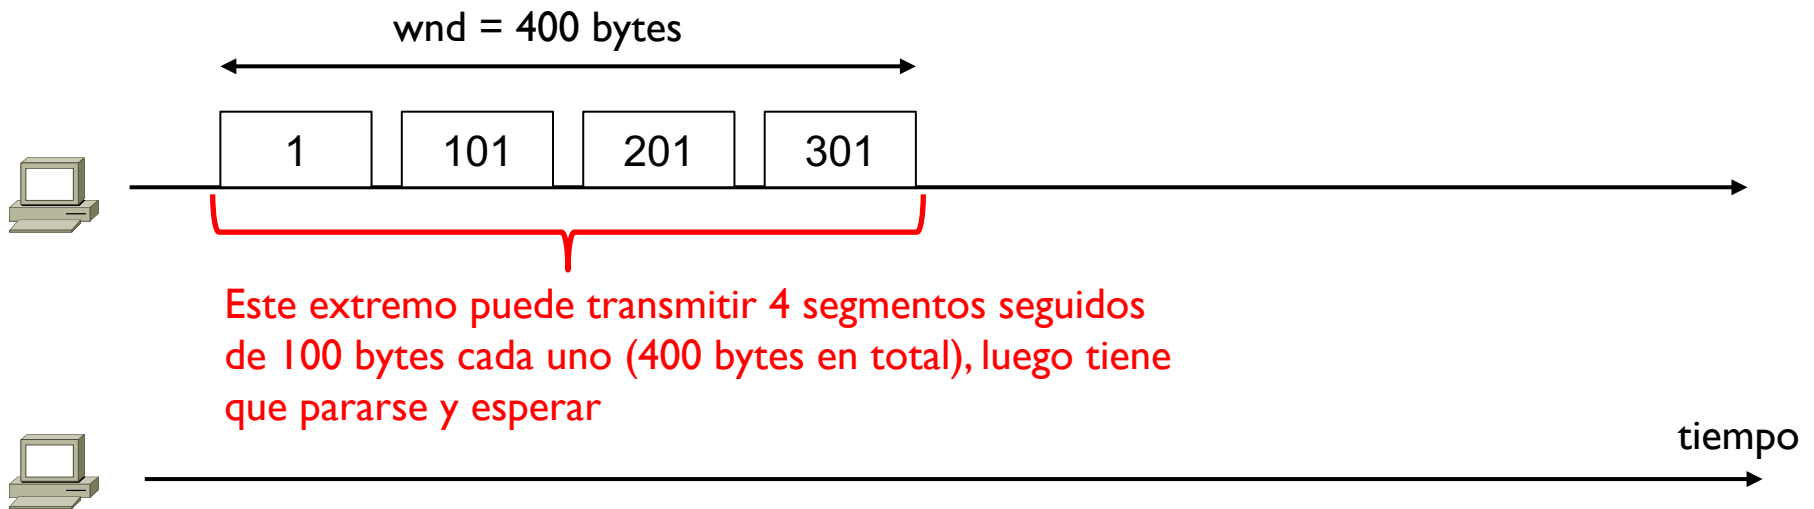 wnd = 400 bytes
1 101 201 301
Este extremo puede transmitir 4 segmentos seguidos
de 100 bytes cada uno (400 bytes en total), luego tiene
que pararse y esperar
tiempo